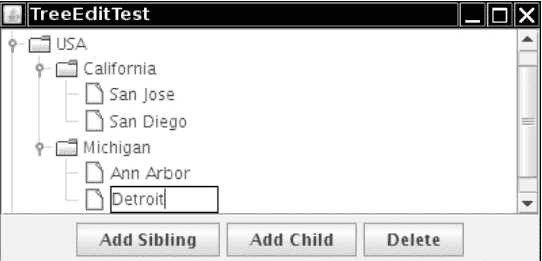 TreeEditTest
USA
California
San Jose
San Diego
Michigan
Ann Arbor
Detroit
Add Sibling Add Child Delete